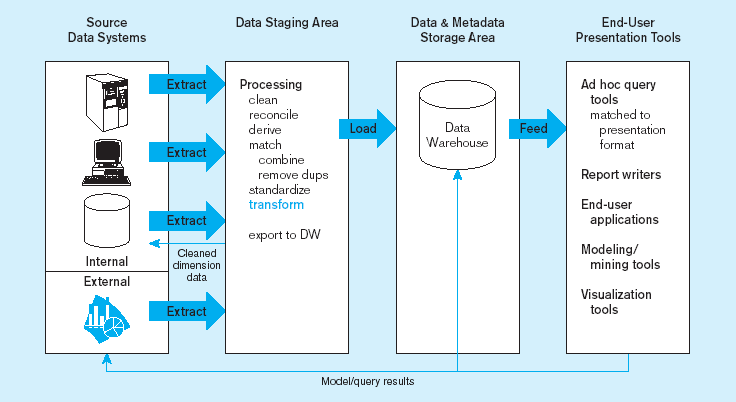 Source
Data Systems
Data Staging Area
Data & Metadata
Storage Area
End-User
Presentation Tools
Extract
Extract
Extract
Internal
External
Extract
Cleaned
dimension
data
Processing
clean
reconcile
derive
match
combine
remove dups
standardize
transform
export to DW
Load
Data
Warehouse
Feed
Ad hoc query
tools
matched to
presentation
format
Report writers
End-user
applications
Modeling/
mining tools
Visualization
tools
Model/query results